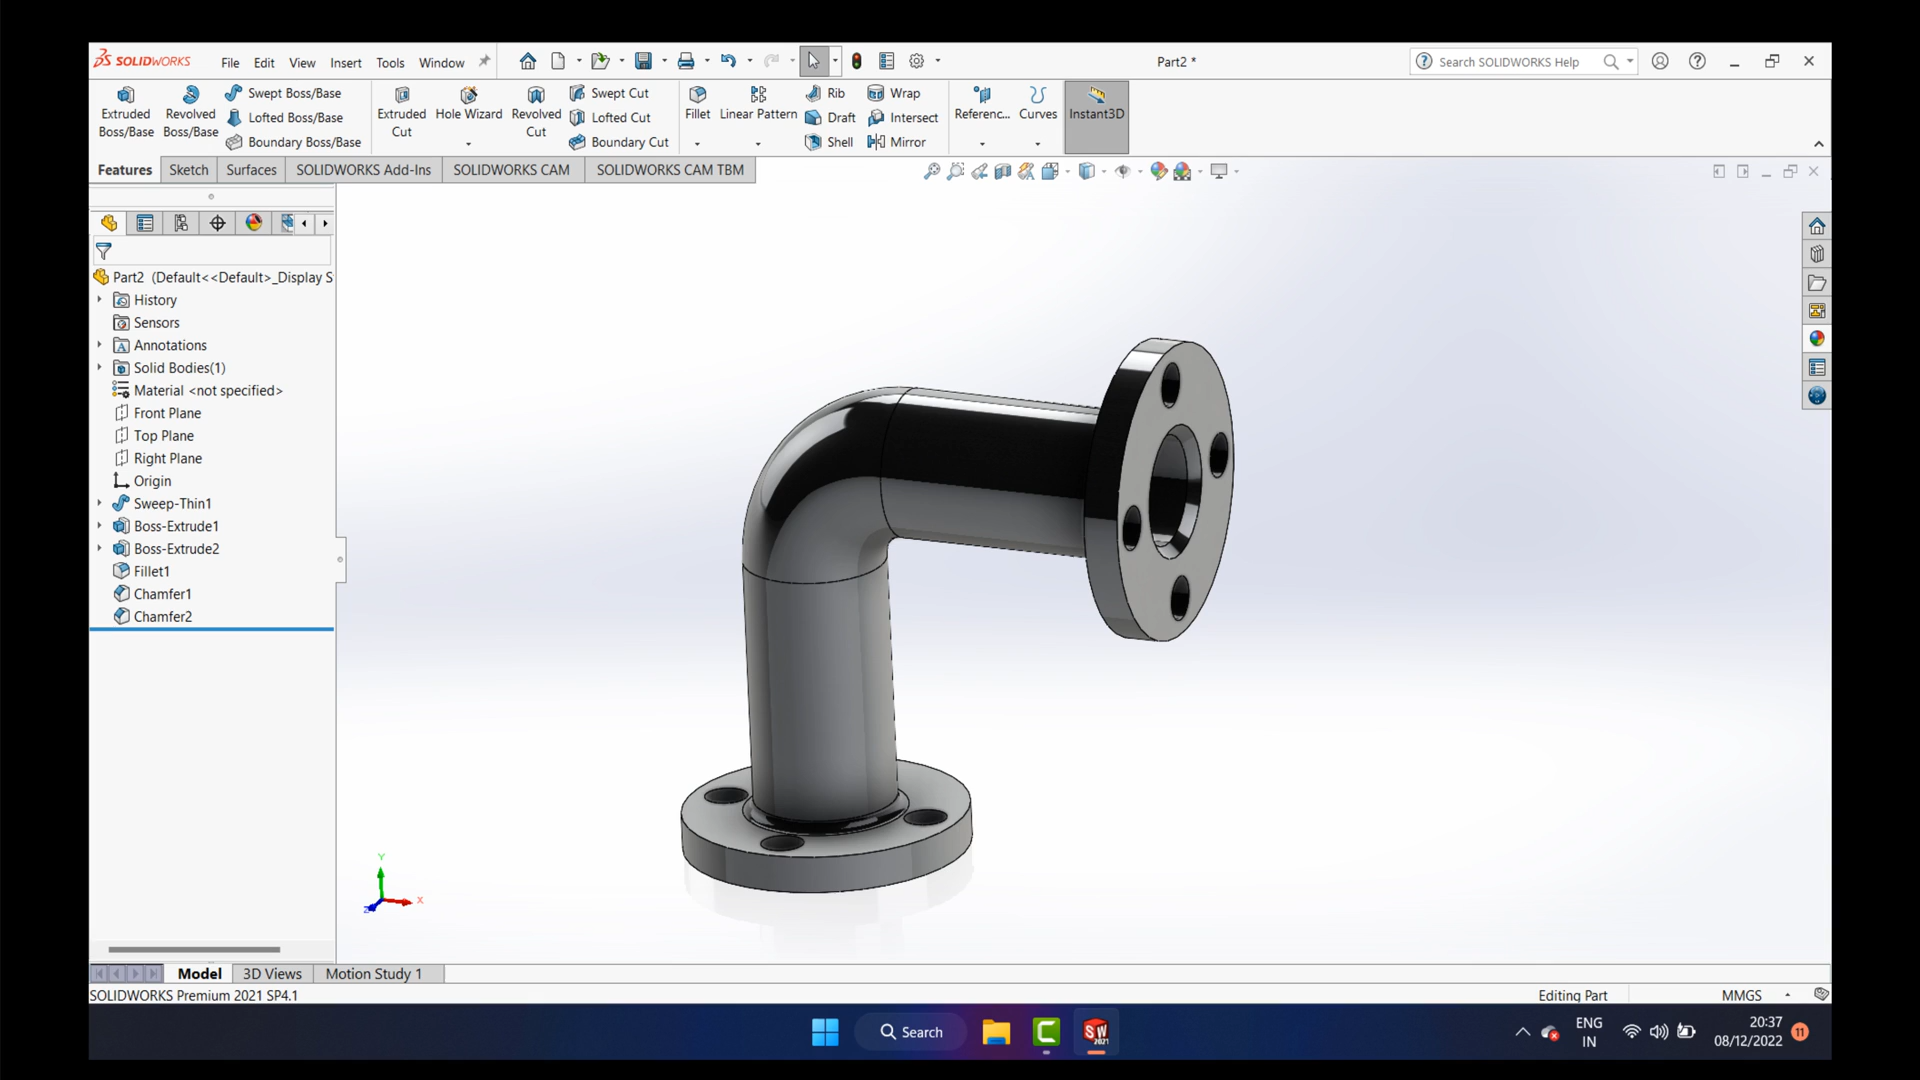 SOLIDWORKS File Edit View Insert Tools Window Part2 * Search SOLIDWORKS Help
Extruded Boss/Base
Revolved Boss/Base
Swept Boss/Base
Lofted Boss/Base
Boundary Boss/Base
Extruded Cut
Hole Wizard
Revolved Cut
Swept Cut
Lofted Cut
Boundary Cut
Fillet
Linear Pattern
Rib
Draft
Shell
Wrap
Intersect
Mirror
Referenc...
Curves
Instant3D
Features Sketch Surfaces SOLIDWORKS Add-Ins SOLIDWORKS CAM SOLIDWORKS CAM TBM
Part2 (Default<<Default>_Display S
History
Sensors
Annotations
Solid Bodies(1)
Material <not specified>
Front Plane
Top Plane
Right Plane
Origin
Sweep-Thin1
Boss-Extrude1
Boss-Extrude2
Fillet1
Chamfer1
Chamfer2
Y
X
Z
Model 3D Views Motion Study 1
SOLIDWORKS Premium 2021 SP4.1 Editing Part MMGS
Search
SW
2021
ENG
IN
20:37
08/12/2022
11